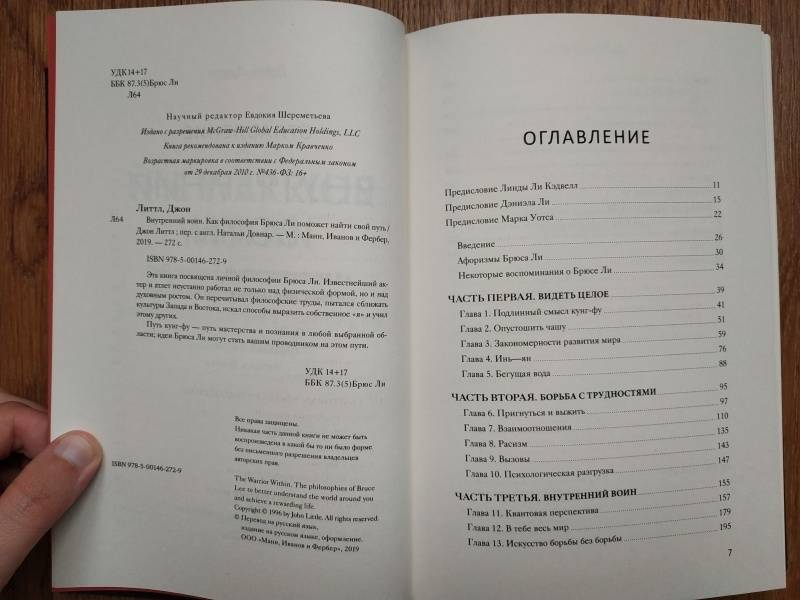 УДК 14+17
ББК 87.3(5)Брюс Ли
Л64
Научный редактор Евдокия Шереметьева
Издано с разрешения McGraw-Hill Global Education Holdings, LLC
Книга рекомендована к изданию Марком Кравченко
Возрастная маркировка в соответствии с Федеральным законом
от 29 декабря 2010 г. №436-ФЗ: 16+
Литтл, Джон
Л64 Внутренний воин. Как философия Брюса Ли поможет найти свой путь /
Джон Литтл ; пер. с англ. Натальи Довнар. — М. : Манн, Иванов и Фербер,
2019. — 272 с.
ISBN 978-5-00146-272-9
Эта книга посвящена личной философии Брюса Ли. Известнейший ак-
тер и атлет неустанно работал не только над физической формой, но и над
духовным ростом. Он перечитывал философские труды, пытался сближать
культуры Запада и Востока, искал способы выразить собственное «я» и учил
этому других.
Путь кунг-фу — путь мастерства и познания в любой выбранной об-
ласти; идеи Брюса Ли могут стать вашим проводником на этом пути.
УДК 14+17
ББК 87.3(5)Брюс Ли
Все права защищены.
Никакая часть данной книги не может быть
воспроизведена в какой бы то ни было форме
без письменного разрешения владельцев
авторских прав.
ISBN 978-5-00146-272-9
The Warrior Within. The philosophies of Bruce
Lee to better understand the world around you
and achieve a rewarding life.
Copyright © 1996 by John Little. All rights reserved.
© Перевод на русский язык,
издание на русском языке, оформление.
ООО «Манн, Иванов и Фербер», 2019
ОГЛАВЛЕНИЕ
Предисловие Линды Ли Кэдвелл 11
Предисловие Дэниэла Ли 15
Предисловие Марка Уотса 22
Введение 26
Афоризмы Брюса Ли 30
Некоторые воспоминания о Брюсе Ли 34
ЧАСТЬ ПЕРВАЯ. ВИДЕТЬ ЦЕЛОЕ 39
Глава 1. Подлинный смысл кунг-фу 41
Глава 2. Опустошить чашу 51
Глава 3. Закономерности развития мира 59
Глава 4. Инь—ян 76
Глава 5. Бегущая вода 88
ЧАСТЬ ВТОРАЯ. БОРЬБА С ТРУДНОСТЯМИ 95
Глава 6. Пригнуться и выжить 97
Глава 7. Взаимоотношения 110
Глава 8. Расизм 135
Глава 9. Вызовы 143
Глава 10. Психологическая разгрузка 147
ЧАСТЬ ТРЕТЬЯ. ВНУТРЕННИЙ ВОИН 155
Глава 11. Квантовая перспектива 157
Глава 12. В тебе весь мир 179
Глава 13. Искусство борьбы без борьбы 195
7